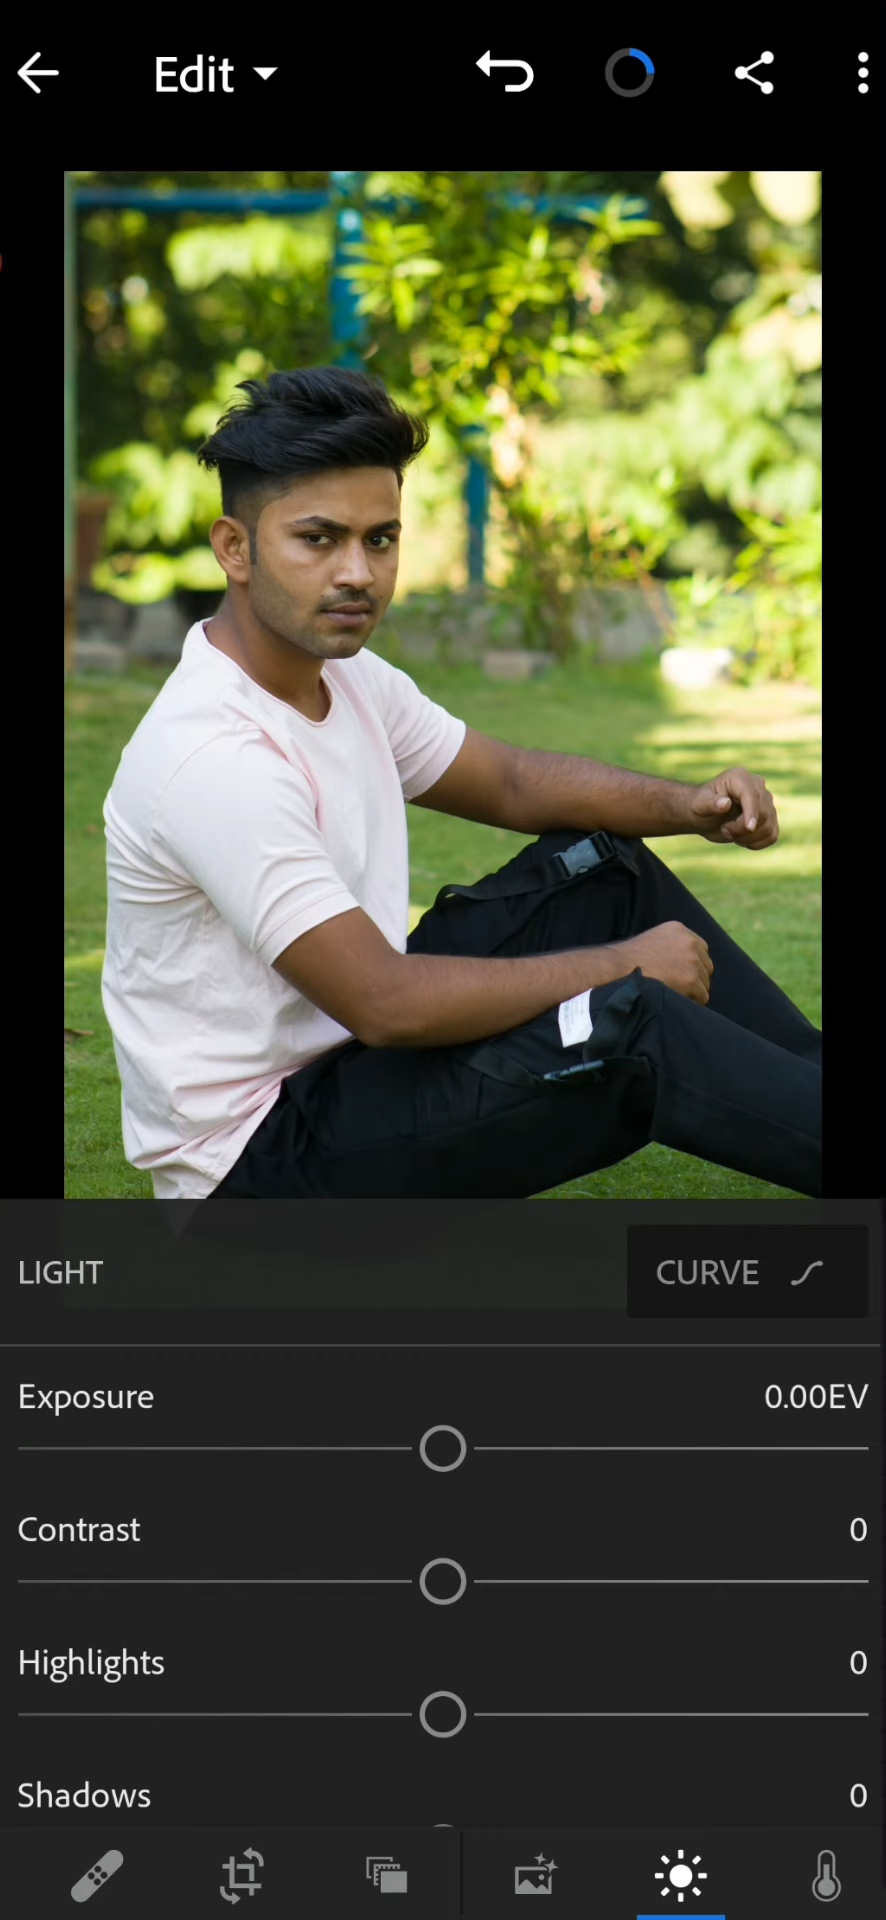 Edit
LIGHT
CURVE
Exposure 0.00EV
Contrast 0
Highlights 0
Shadows 0